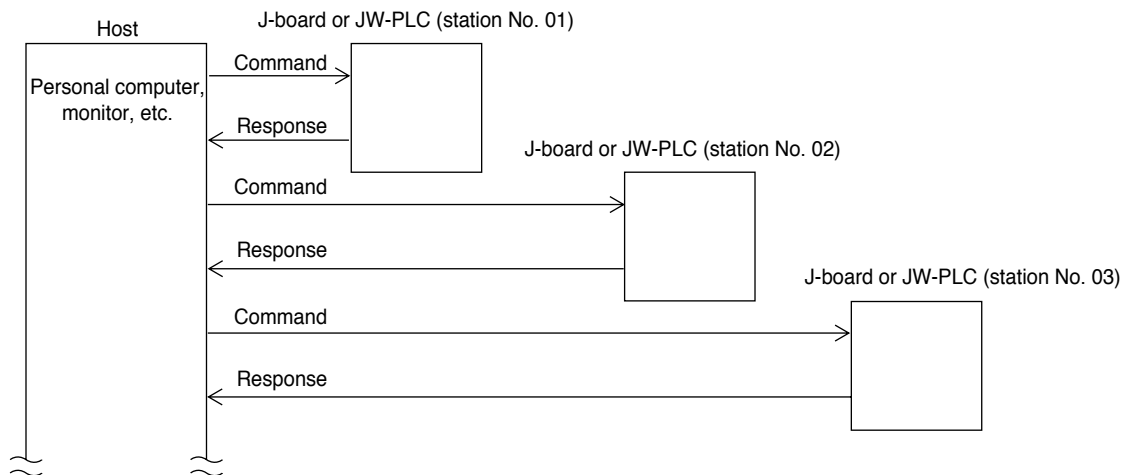 J-board or JW-PLC (station No. 01)
Host
Command
Personal computer,
monitor, etc.
Response
J-board or JW-PLC (station No. 02)
Command
Response
J-board or JW-PLC (station No. 03)
Command
Response